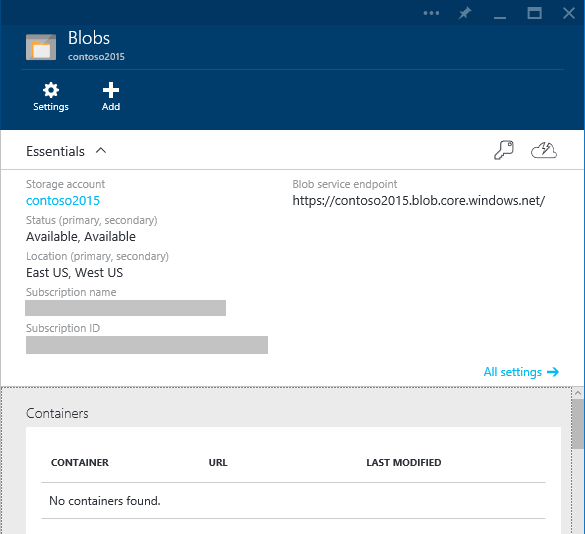 Blobs
contoso2015
Settings
Add
Essentials
Storage account
contoso2015
Status (primary, secondary)
Available, Available
Location (primary, secondary)
East US, West US
Subscription name
Subscription ID
Blob service endpoint
https://contoso2015.blob.core.windows.net/
All settings
Containers
CONTAINER URL LAST MODIFIED
No containers found.